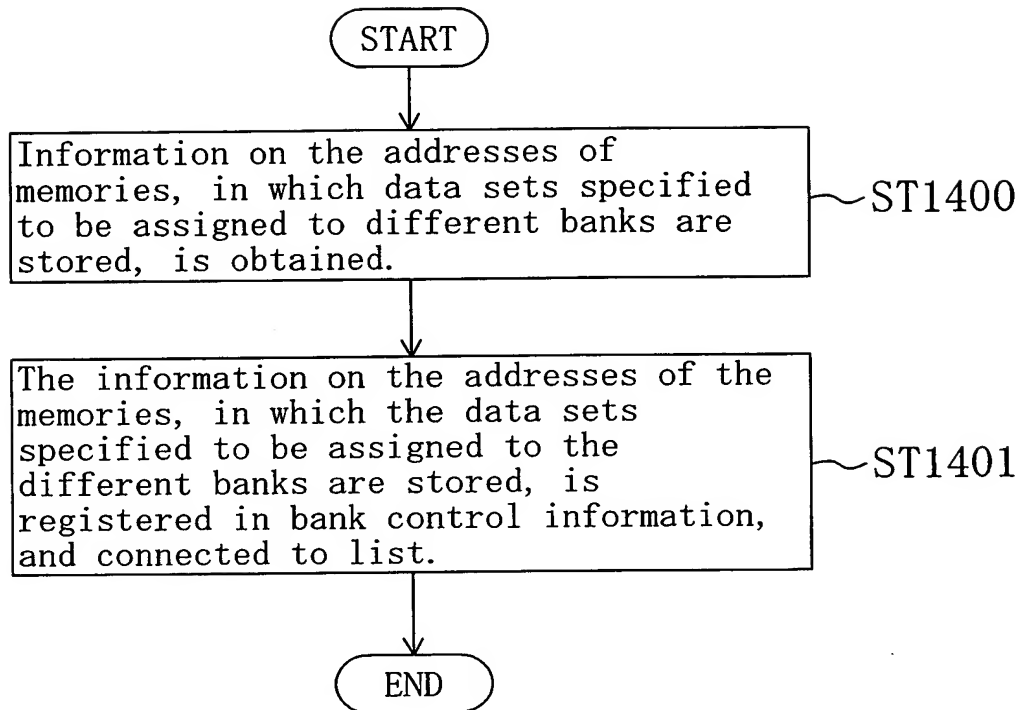 START
Information on the addresses of
memories, in which data sets specified
to be assigned to different banks are
stored, is obtained.
ST1400
The information on the addresses of the
memories, in which the data sets
specified to be assigned to the
different banks are stored, is
registered in bank control information,
and connected to list.
ST1401
END